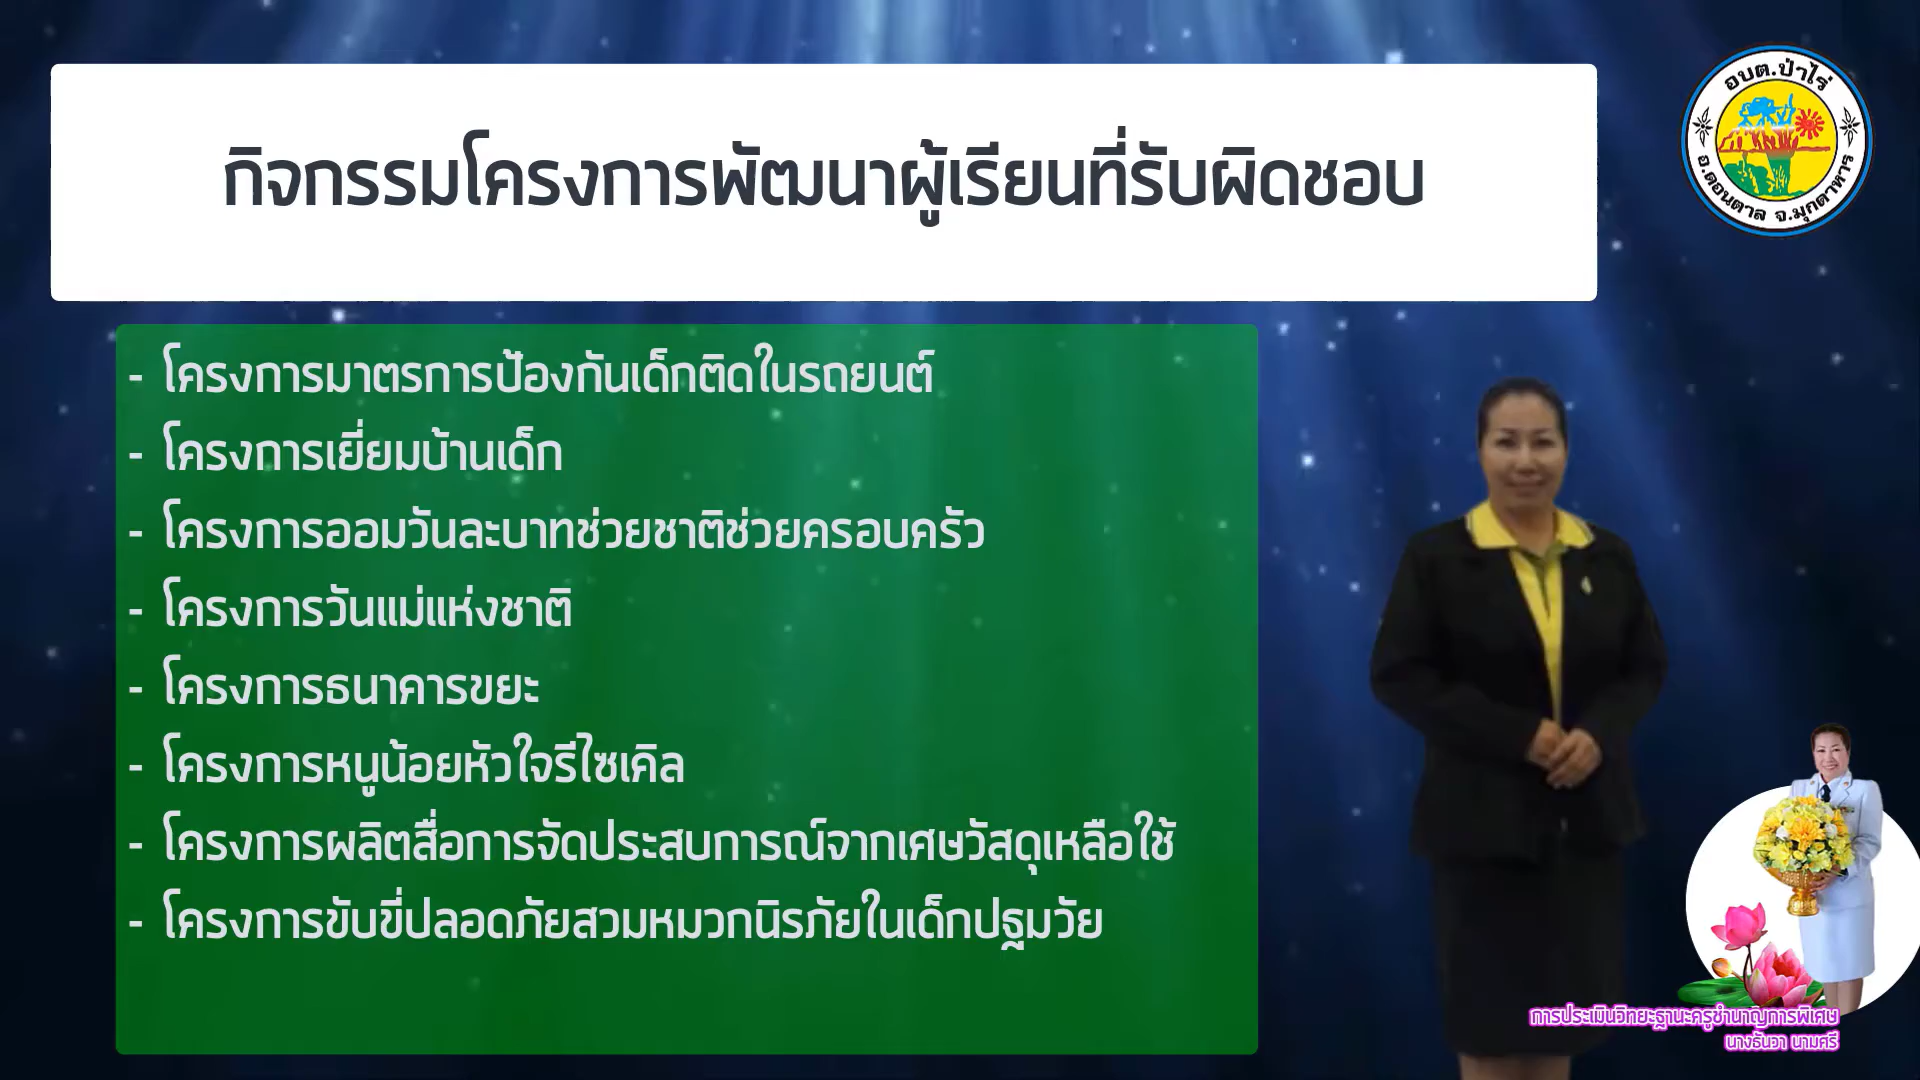 กิจกรรมโครงการพัฒนาผู้เรียนที่รับผิดชอบ
อบต.ป่าไร่
อ.ดอนตาล จ.มุกดาหาร
- โครงการมาตรการป้องกันเด็กติดในรถยนต์
- โครงการเยี่ยมบ้านเด็ก
- โครงการออมวันละบาทช่วยชาติช่วยครอบครัว
- โครงการวันแม่แห่งชาติ
- โครงการธนาคารขยะ
- โครงการหนูน้อยหัวใจรีไซเคิล
- โครงการผลิตสื่อการจัดประสบการณ์จากเศษวัสดุเหลือใช้
- โครงการขับขี่ปลอดภัยสวมหมวกนิรภัยในเด็กปฐมวัย
การประเมินวิทยะฐานะครูชำนาญการพิเศษ
นางธันวา นามศรี